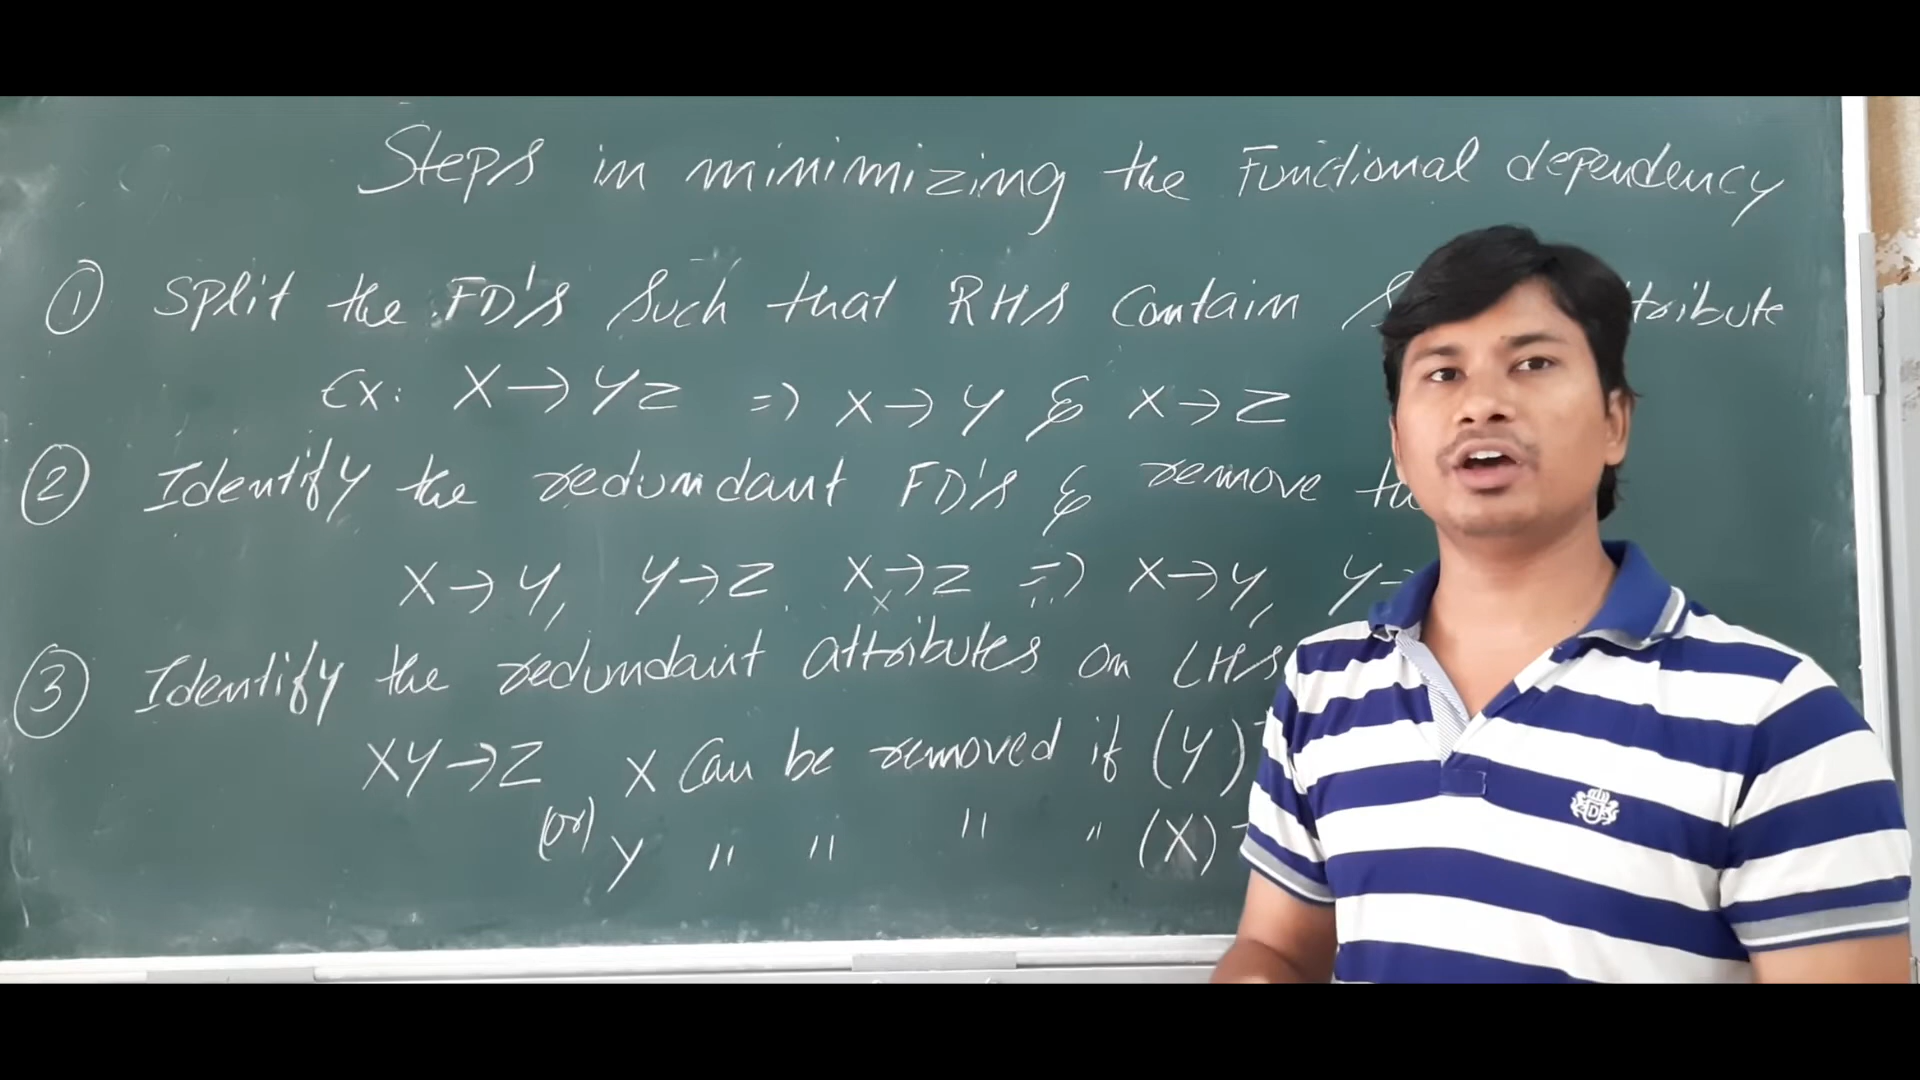 Steps in minimizing the Functional dependency
① Split the FD's such that RHS contain
Ex: X→YZ ⇒ X→Y & X→Z
② Identify the redundant FD's & remove
X→Y, Y→Z, X→Z ⇒ X→Y, Y→
③ Identify the redundant attributes on LHS
XY→Z X can be removed if (Y)
(or) Y " " " " (X)